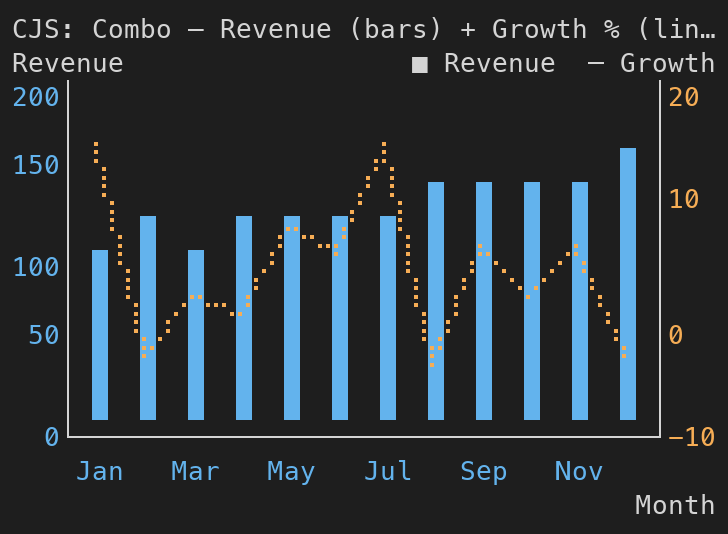 CJS: Combo — Revenue (bars) + Growth % (lin…
Revenue ■ Revenue — Growth
200 20
150
10
100
50 0
0 −10
Jan Mar May Jul Sep Nov
Month